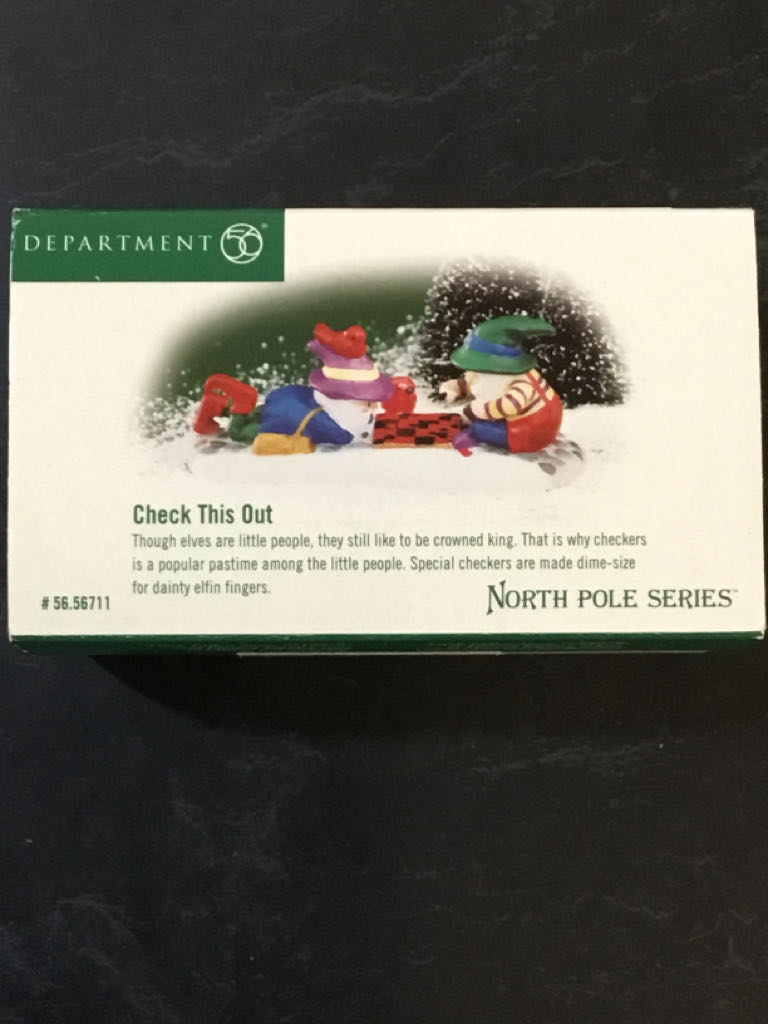 DEPARTMENT 56®
Check This Out
Though elves are little people, they still like to be crowned king. That is why checkers
is a popular pastime among the little people. Special checkers are made dime-size
for dainty elfin fingers.
# 56.56711
NORTH POLE SERIES™